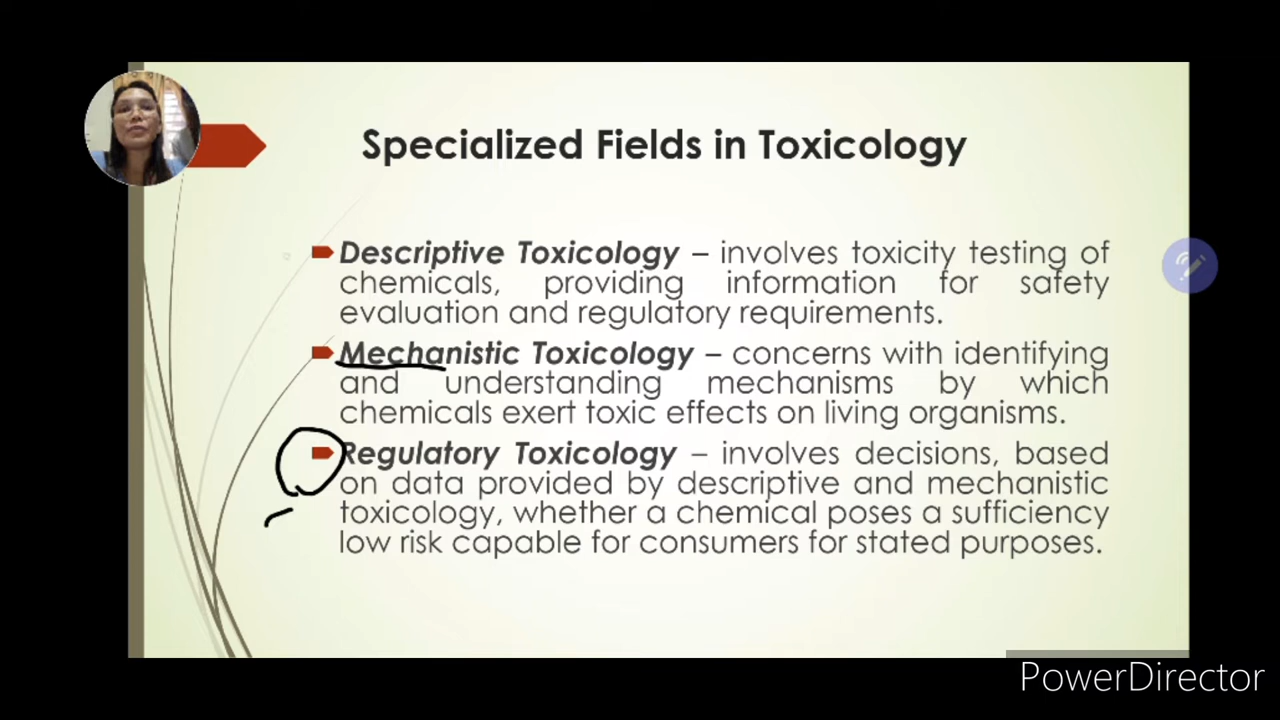 Specialized Fields in Toxicology
Descriptive Toxicology – involves toxicity testing of
chemicals, providing information for safety
evaluation and regulatory requirements.
Mechanistic Toxicology – concerns with identifying
and understanding mechanisms by which
chemicals exert toxic effects on living organisms.
Regulatory Toxicology – involves decisions, based
on data provided by descriptive and mechanistic
toxicology, whether a chemical poses a sufficiency
low risk capable for consumers for stated purposes.
PowerDirector